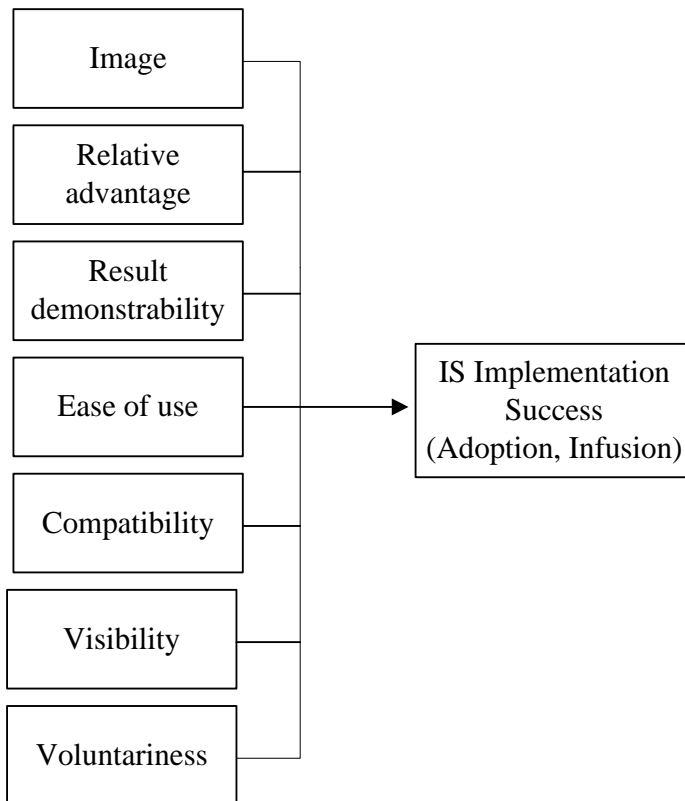 Image
Relative
advantage
Result
demonstrability
Ease of use
Compatibility
Visibility
Voluntariness
IS Implementation
Success
(Adoption, Infusion)